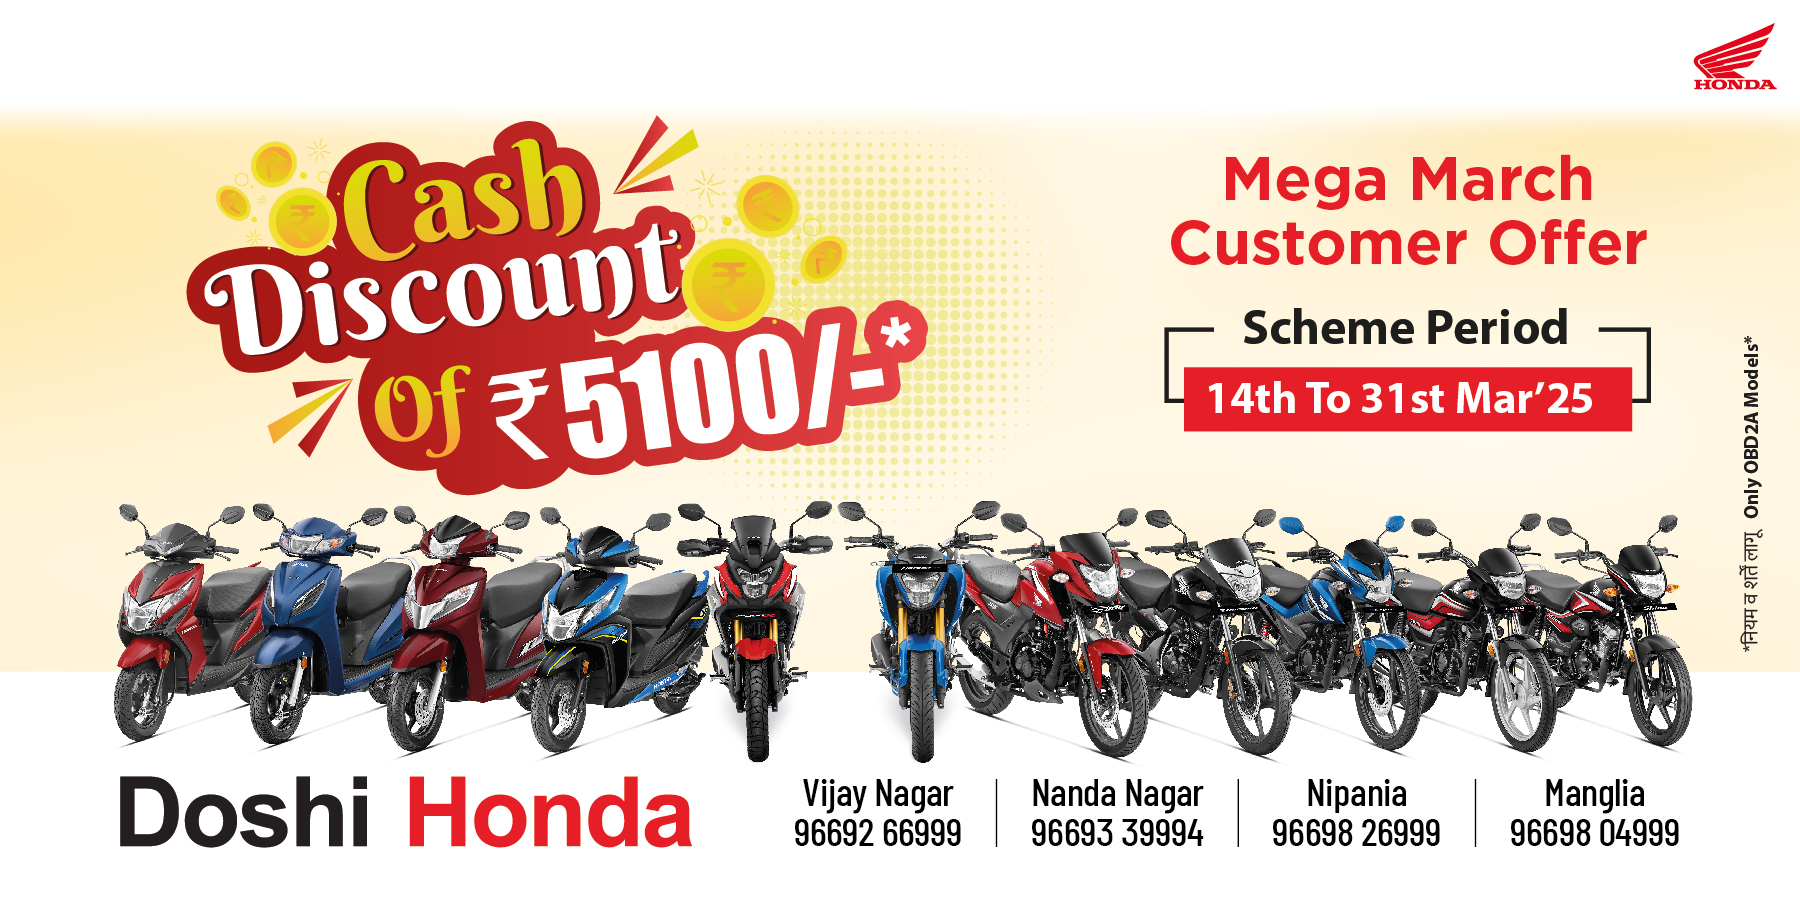 HONDA
Cash
Discount
Of ₹5100/-*
Mega March
Customer Offer
Scheme Period
14th To 31st Mar’25
*नियम व शर्तें लागू Only OBD2A Models*
Doshi Honda
Vijay Nagar
96692 66999
Nanda Nagar
96693 39994
Nipania
96698 26999
Manglia
96698 04999